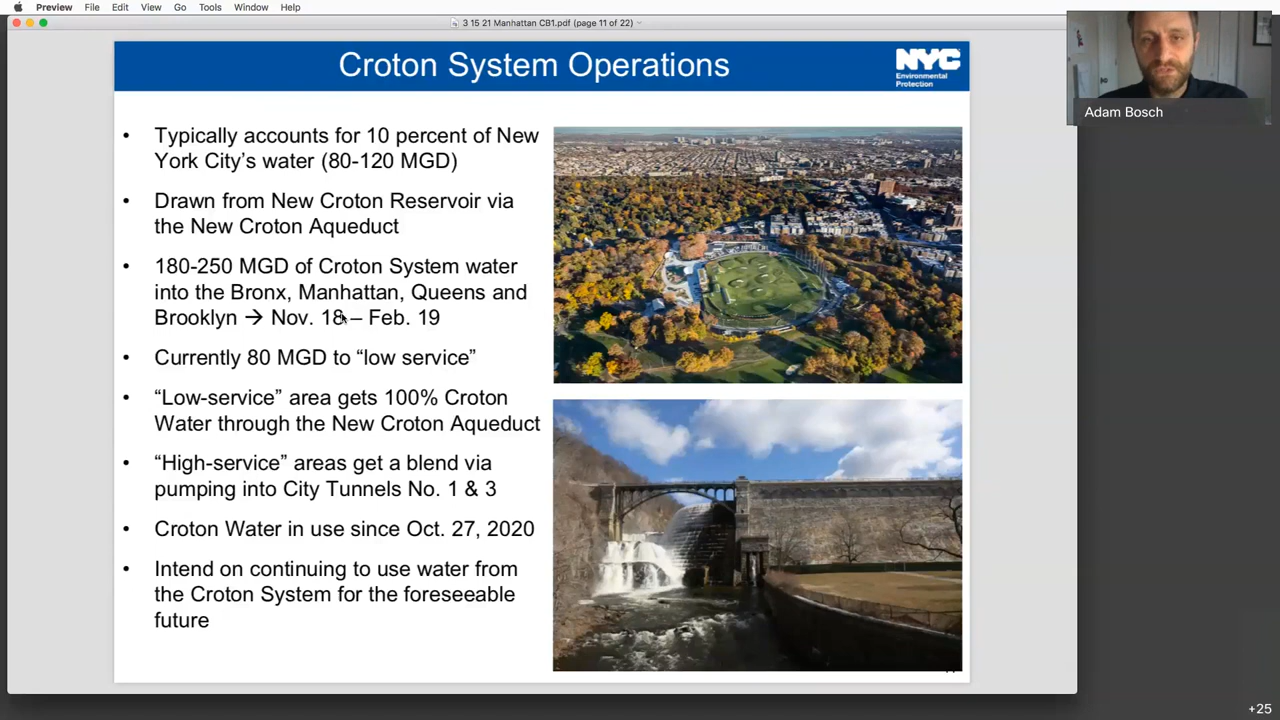 Preview File Edit View Go Tools Window Help
3 15 21 Manhattan CB1.pdf (page 11 of 22)
Croton System Operations
NYC
Environmental
Protection
Adam Bosch
• Typically accounts for 10 percent of New
York City’s water (80-120 MGD)
• Drawn from New Croton Reservoir via
the New Croton Aqueduct
• 180-250 MGD of Croton System water
into the Bronx, Manhattan, Queens and
Brooklyn → Nov. 18 – Feb. 19
• Currently 80 MGD to “low service”
• “Low-service” area gets 100% Croton
Water through the New Croton Aqueduct
• “High-service” areas get a blend via
pumping into City Tunnels No. 1 & 3
• Croton Water in use since Oct. 27, 2020
• Intend on continuing to use water from
the Croton System for the foreseeable
future
+25